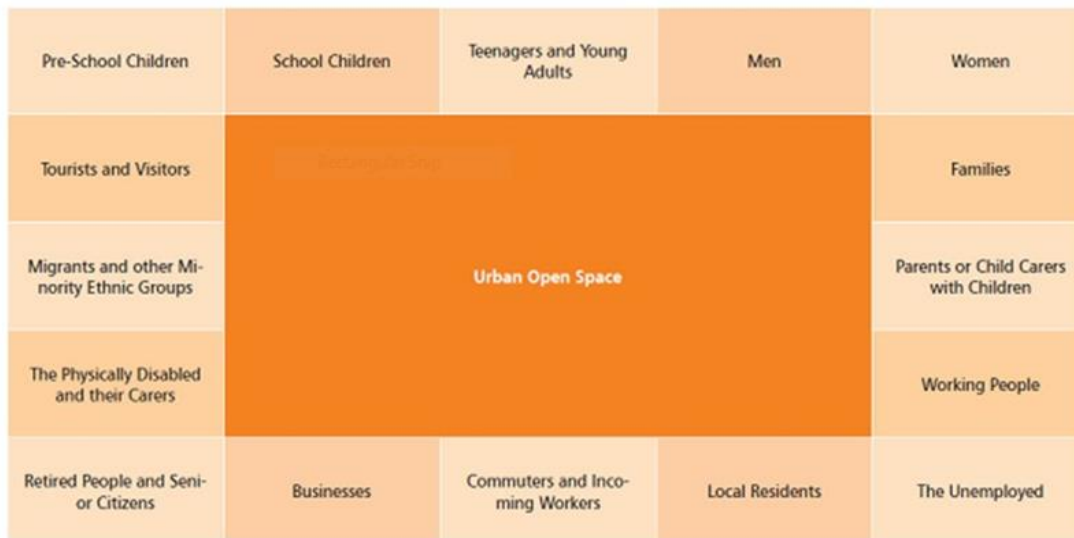 Pre-School Children
School Children
Teenagers and Young
Adults
Men
Women
Tourists and Visitors
Rectangular Snip
Families
Migrants and other Mi-
nority Ethnic Groups
Urban Open Space
Parents or Child Carers
with Children
The Physically Disabled
and their Carers
Working People
Retired People and Seni-
or Citizens
Businesses
Commuters and Inco-
ming Workers
Local Residents
The Unemployed